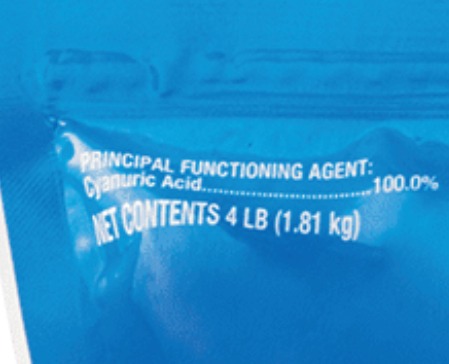 PRINCIPAL FUNCTIONING AGENT:
Cyanuric Acid........................................100.0%
NET CONTENTS 4 LB (1.81 kg)